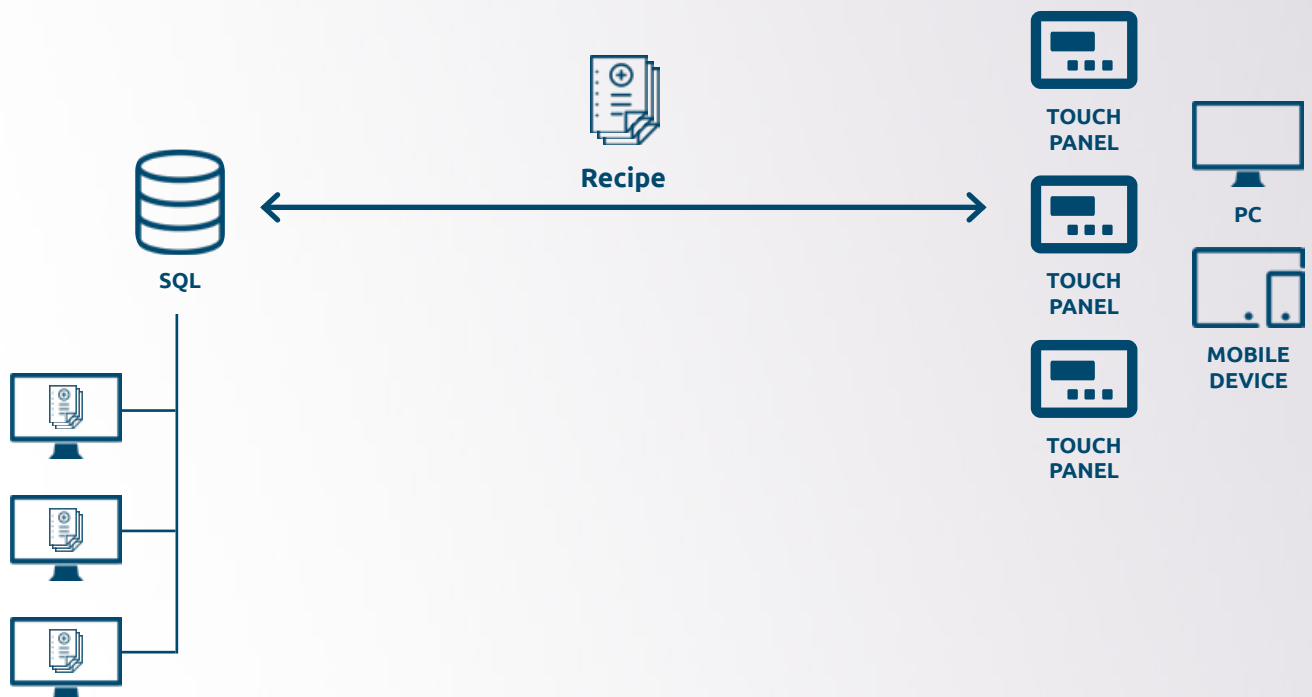 Recipe
SQL
TOUCH
PANEL
TOUCH
PANEL
TOUCH
PANEL
PC
MOBILE
DEVICE